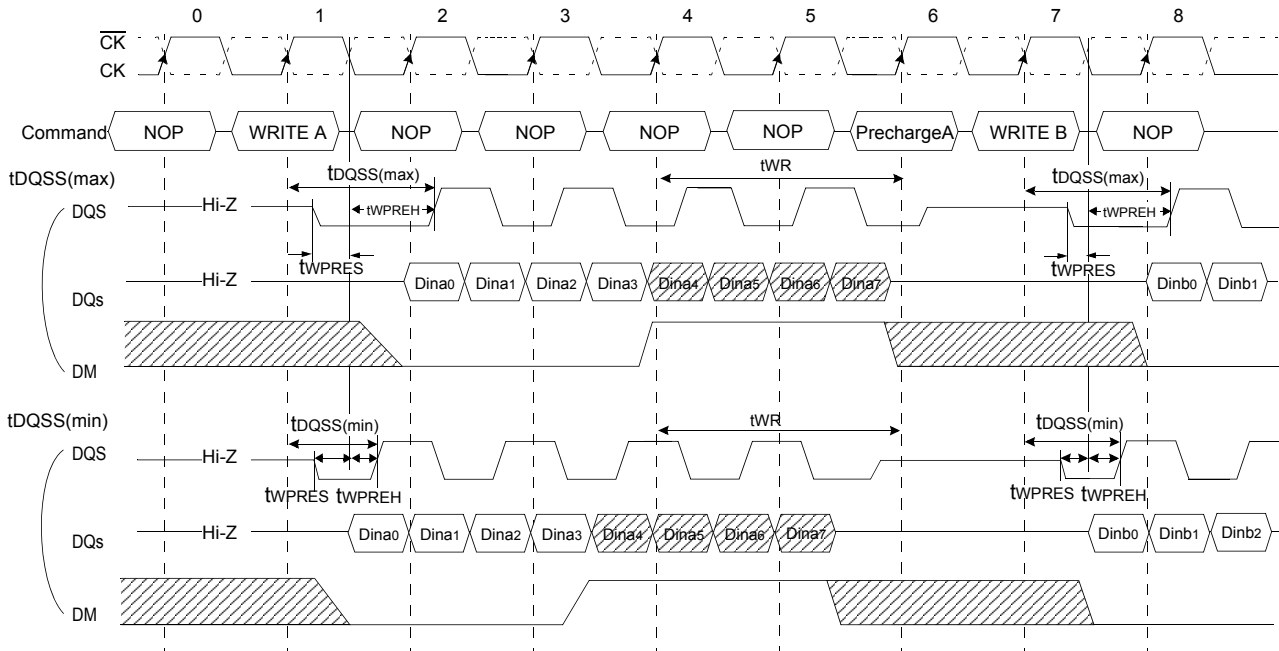 0 1 2 3 4 5 6 7 8
CK
CK
Command NOP WRITE A NOP NOP NOP NOP PrechargeA WRITE B NOP
tDQSS(max) tDQSS(max) tWR tDQSS(max)
DQS Hi-Z tWPREH tWPREH
tWPRES tWPRES
DQs Hi-Z Dina0 Dina1 Dina2 Dina3 Dina4 Dina5 Dina6 Dina7 Dinb0 Dinb1
DM
tDQSS(min) tDQSS(min) tWR tDQSS(min)
DQS Hi-Z
tWPRES tWPREH tWPRES tWPREH
DQs Hi-Z Dina0 Dina1 Dina2 Dina3 Dina4 Dina5 Dina6 Dina7 Dinb0 Dinb1 Dinb2
DM